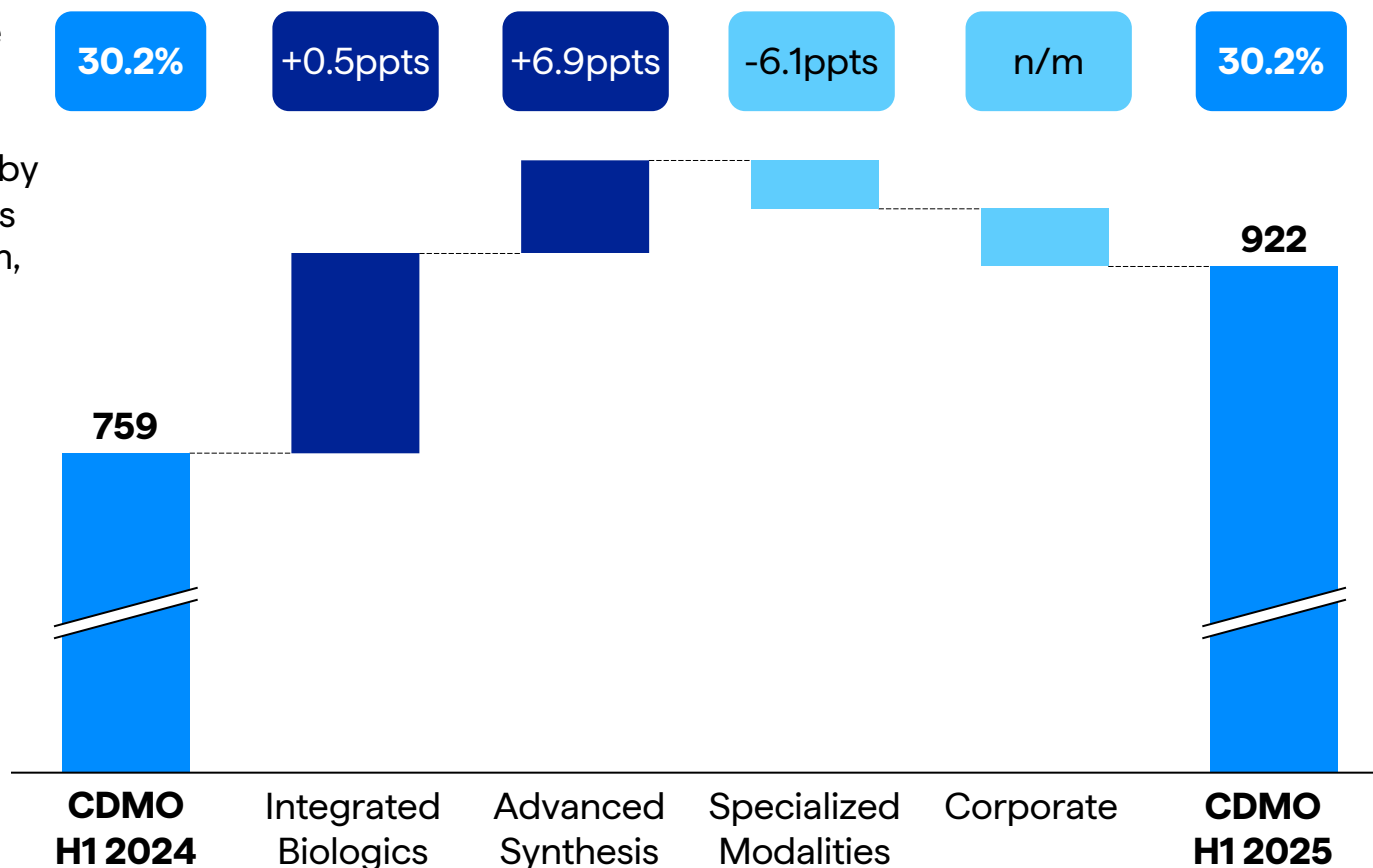 30.2%
+0.5ppts
+6.9ppts
-6.1ppts
n/m
30.2%
by
759
922
CDMO
H1 2024
Integrated
Biologics
Advanced
Synthesis
Specialized
Modalities
Corporate
CDMO
H1 2025